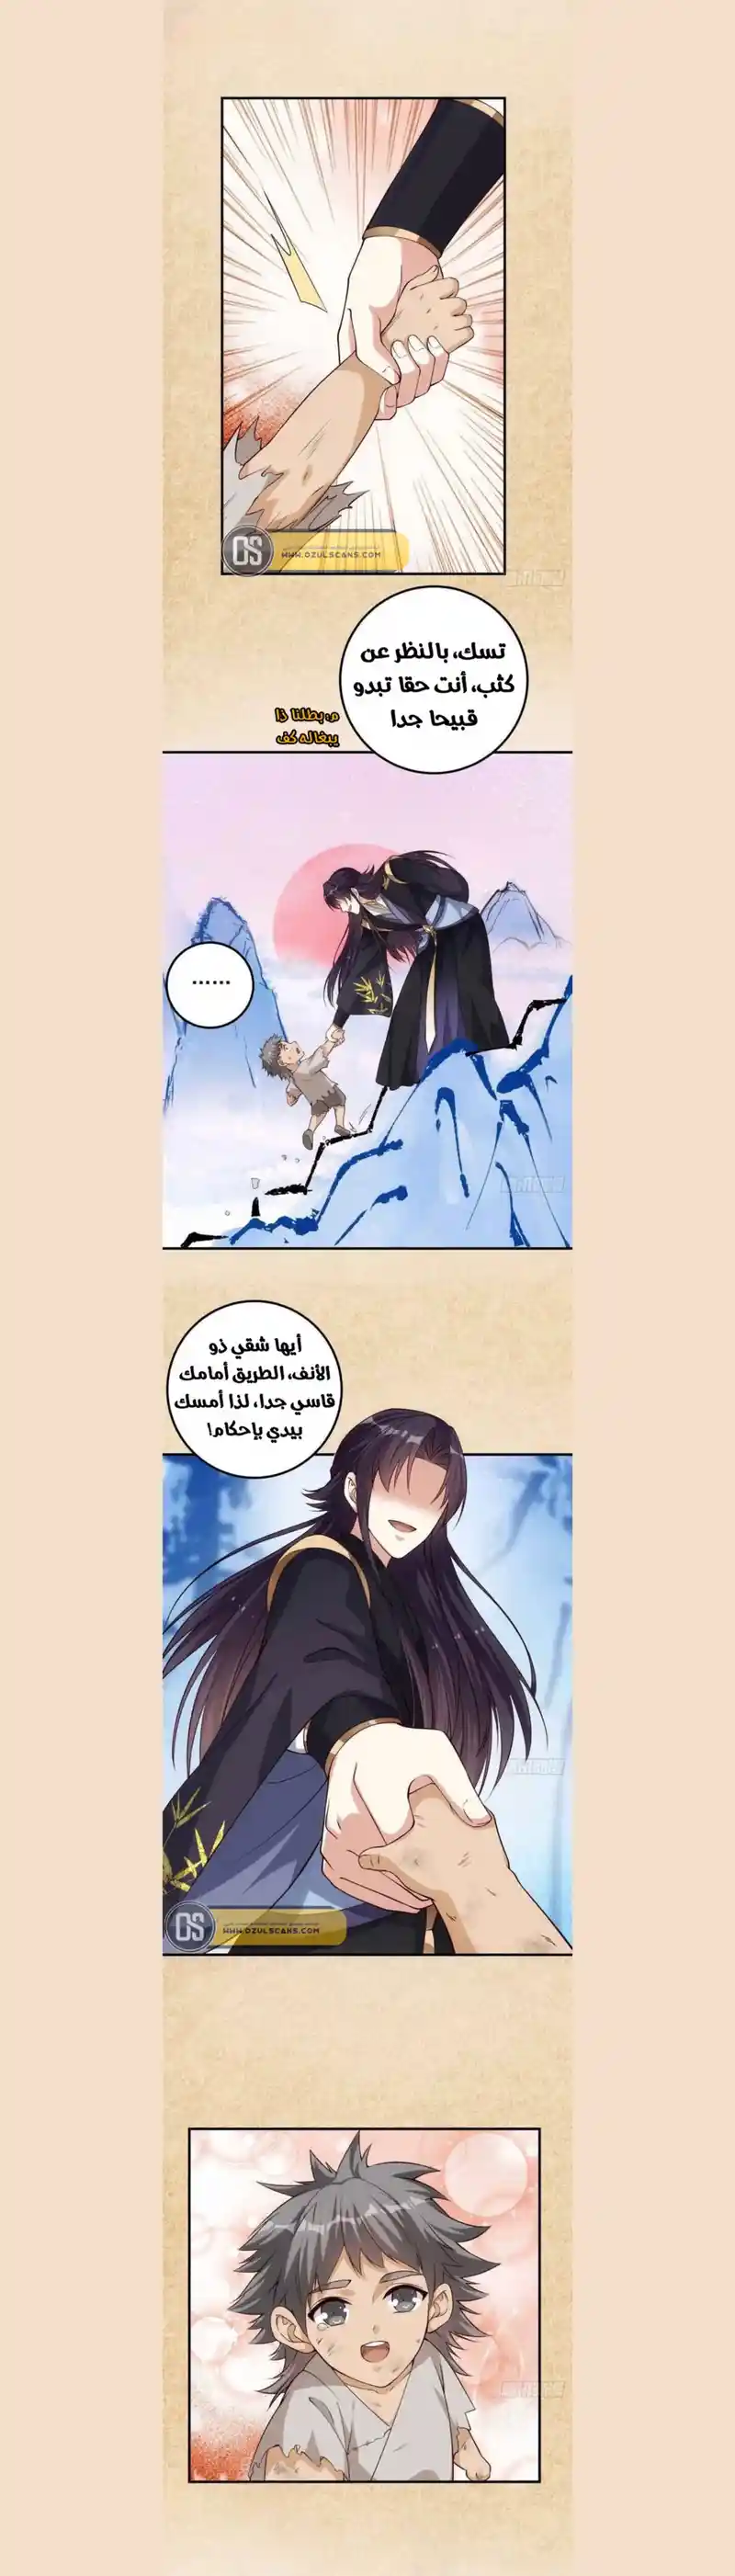 WWW.OZULSCANS.COM
تسك، بالنظر عن
كثب، أنت حقا تبدو
قبيحا جدا
م، بطلنا ذا
يبغاله كف
......
أيها شقي ذو
الأنف، الطريق أمامك
قاسي جدا، لذا أمسك
بيدي بإحكام!
WWW.OZULSCANS.COM